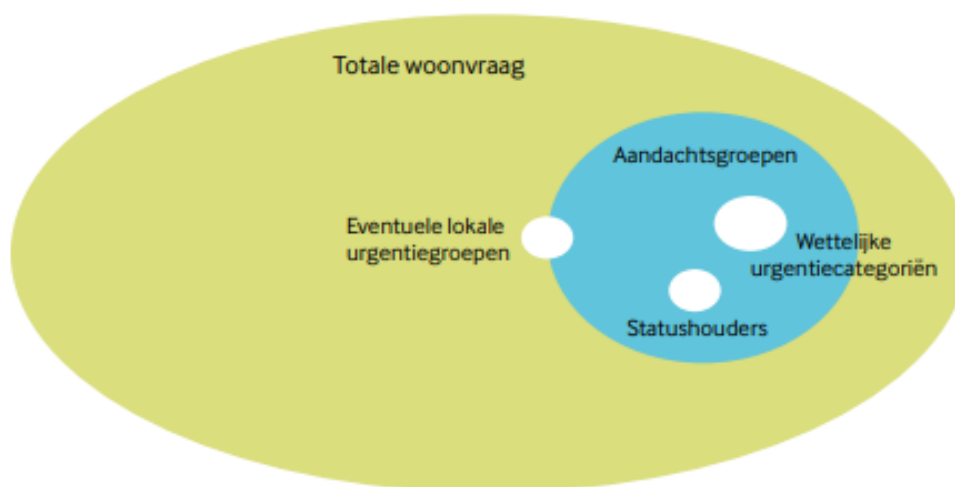 Totale woonvraag
Aandachtsgroepen
Eventuele lokale
urgentiegroepen
Wettelijke
urgentiecategoriën
Statushouders